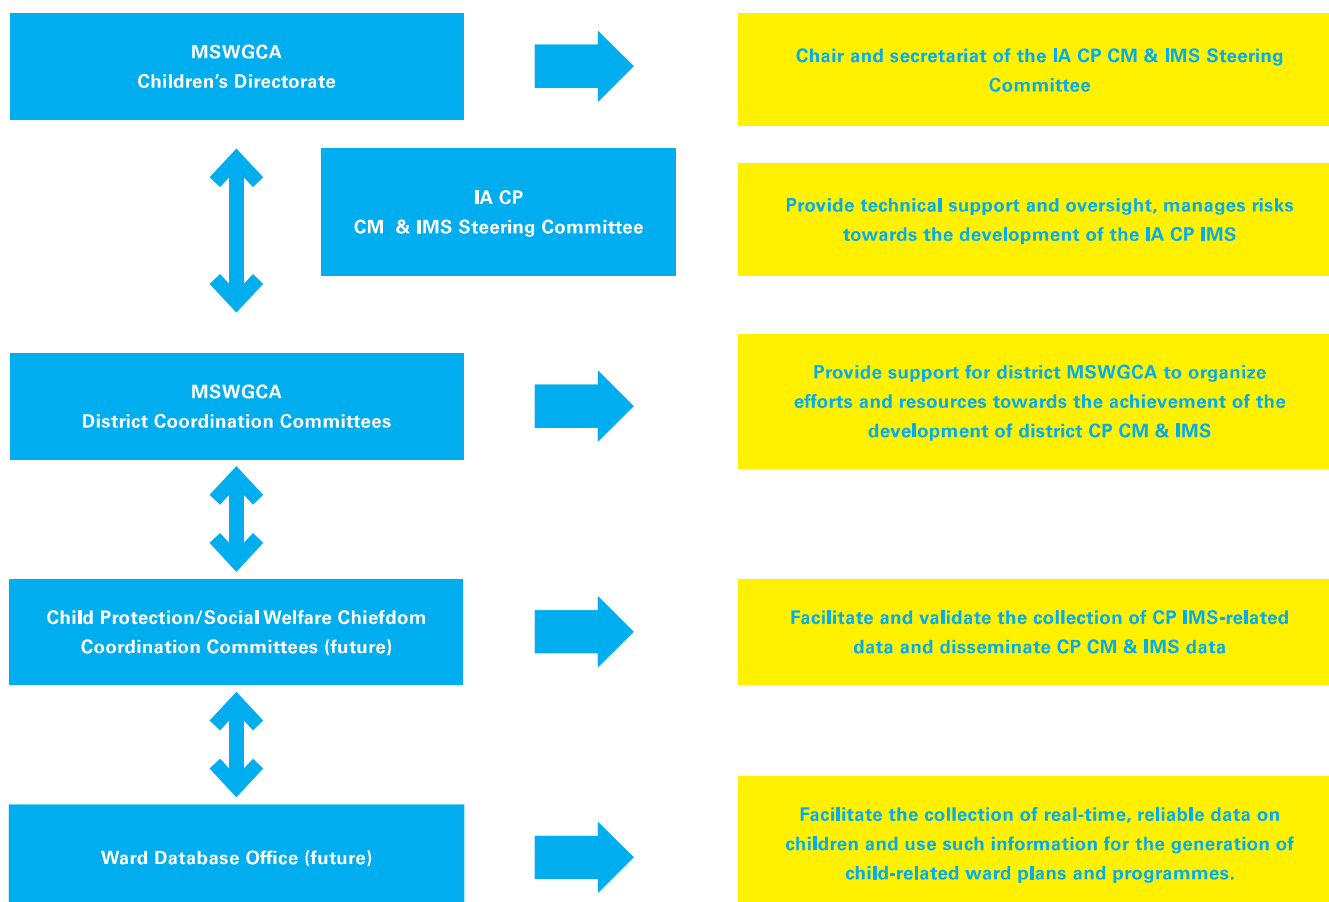 MSWGCA
Children's Directorate
Chair and secretariat of the IA CP CM & IMS Steering
Committee
IA CP
CM & IMS Steering Committee
Provide technical support and oversight, manages risks
towards the development of the IA CP IMS
MSWGCA
District Coordination Committees
Provide support for district MSWGCA to organize
efforts and resources towards the achievement of the
development of district CP CM & IMS
Child Protection/Social Welfare Chiefdom
Coordination Committees (future)
Facilitate and validate the collection of CP IMS-related
data and disseminate CP CM & IMS data
Ward Database Office (future)
Facilitate the collection of real-time, reliable data on
children and use such information for the generation of
child-related ward plans and programmes.